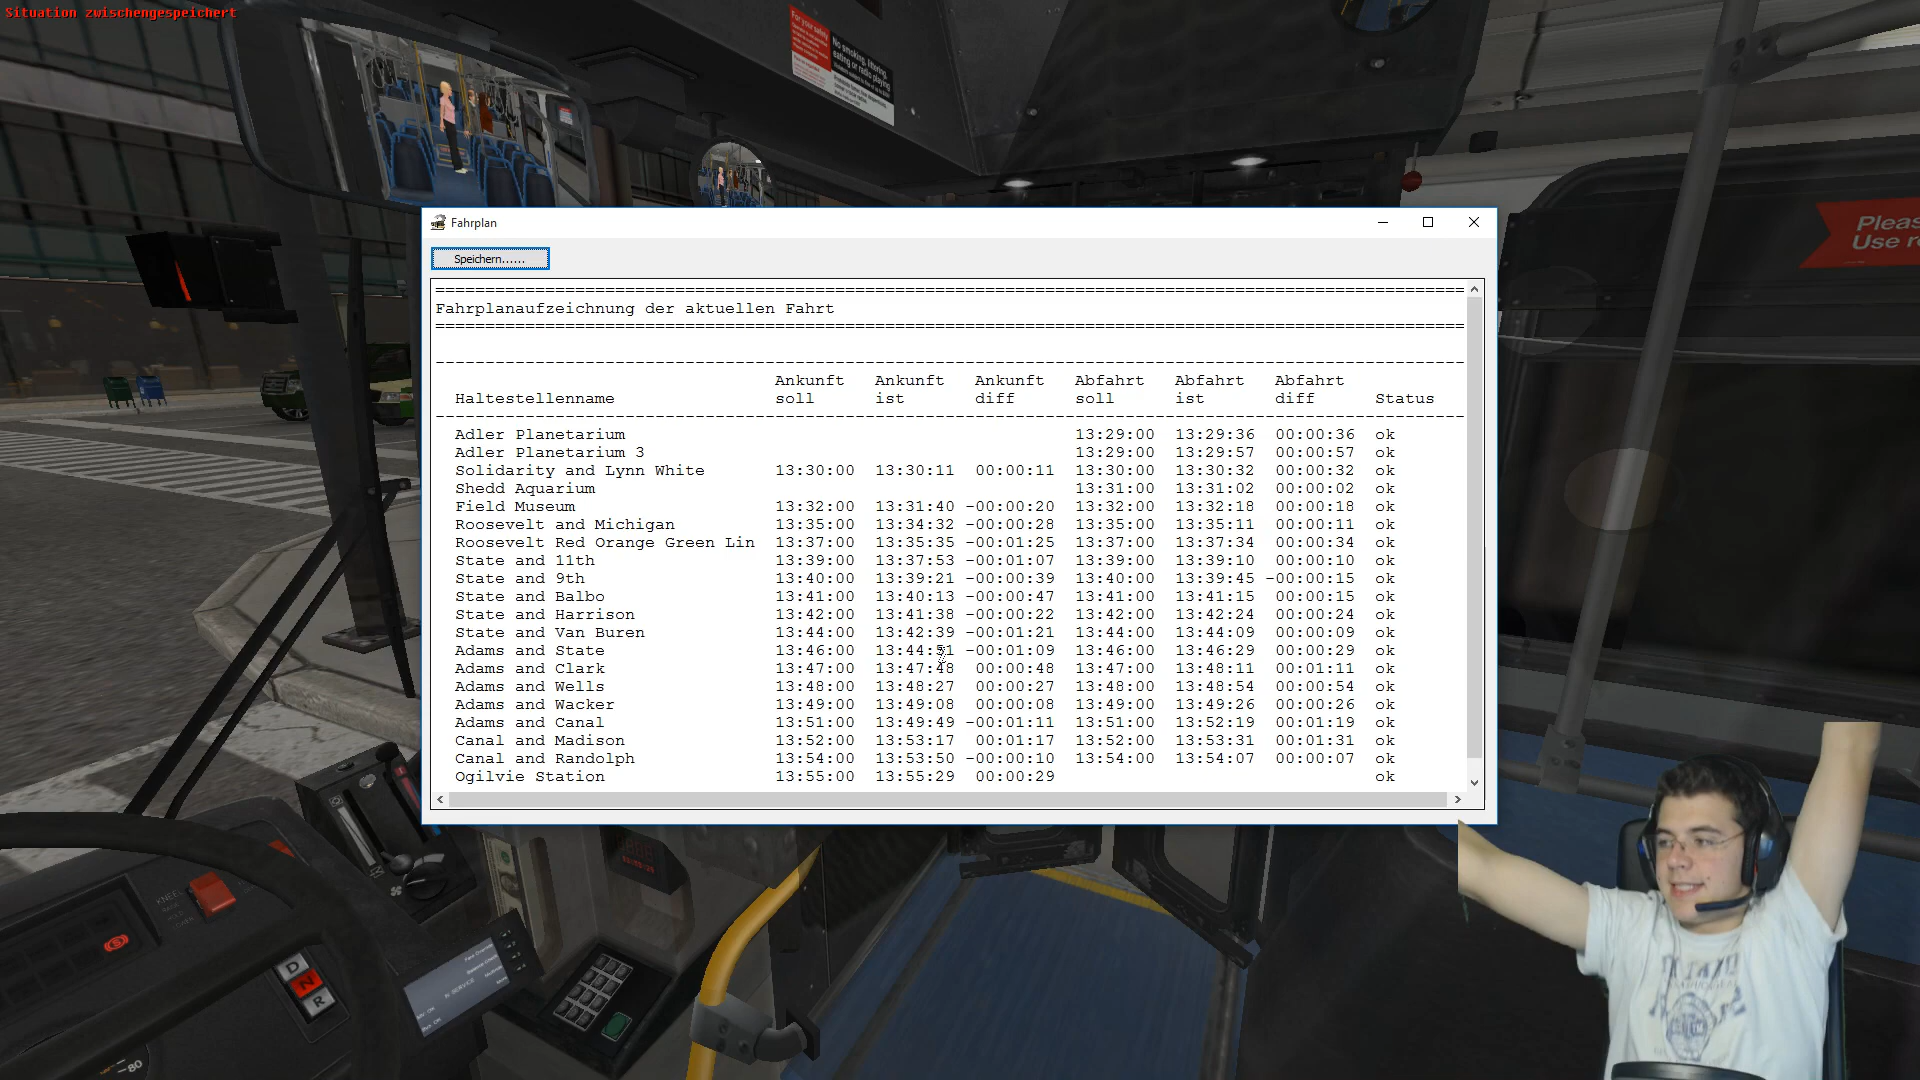 Situation zwischengespeichert
For your safety
No smoking, littering,
eating or radio playing
Please
Use r
Fahrplan
Speichern......
Fahrplanaufzeichnung der aktuellen Fahrt
Ankunft Ankunft Ankunft Abfahrt Abfahrt Abfahrt
Haltestellenname soll ist diff soll ist diff Status
Adler Planetarium 13:29:00 13:29:36 00:00:36 ok
Adler Planetarium 3 13:29:00 13:29:57 00:00:57 ok
Solidarity and Lynn White 13:30:00 13:30:11 00:00:11 13:30:00 13:30:32 00:00:32 ok
Shedd Aquarium 13:31:00 13:31:02 00:00:02 ok
Field Museum 13:32:00 13:31:40 -00:00:20 13:32:00 13:32:18 00:00:18 ok
Roosevelt and Michigan 13:35:00 13:34:32 -00:00:28 13:35:00 13:35:11 00:00:11 ok
Roosevelt Red Orange Green Lin 13:37:00 13:35:35 -00:01:25 13:37:00 13:37:34 00:00:34 ok
State and 11th 13:39:00 13:37:53 -00:01:07 13:39:00 13:39:10 00:00:10 ok
State and 9th 13:40:00 13:39:21 -00:00:39 13:40:00 13:39:45 -00:00:15 ok
State and Balbo 13:41:00 13:40:13 -00:00:47 13:41:00 13:41:15 00:00:15 ok
State and Harrison 13:42:00 13:41:38 -00:00:22 13:42:00 13:42:24 00:00:24 ok
State and Van Buren 13:44:00 13:42:39 -00:01:21 13:44:00 13:44:09 00:00:09 ok
Adams and State 13:46:00 13:44:51 -00:01:09 13:46:00 13:46:29 00:00:29 ok
Adams and Clark 13:47:00 13:47:48 00:00:48 13:47:00 13:48:11 00:01:11 ok
Adams and Wells 13:48:00 13:48:27 00:00:27 13:48:00 13:48:54 00:00:54 ok
Adams and Wacker 13:49:00 13:49:08 00:00:08 13:49:00 13:49:26 00:00:26 ok
Adams and Canal 13:51:00 13:49:49 -00:01:11 13:51:00 13:52:19 00:01:19 ok
Canal and Madison 13:52:00 13:53:17 00:01:17 13:52:00 13:53:31 00:01:31 ok
Canal and Randolph 13:54:00 13:53:50 -00:00:10 13:54:00 13:54:07 00:00:07 ok
Ogilvie Station 13:55:00 13:55:29 00:00:29 ok
KNEEL
D
N
R
80